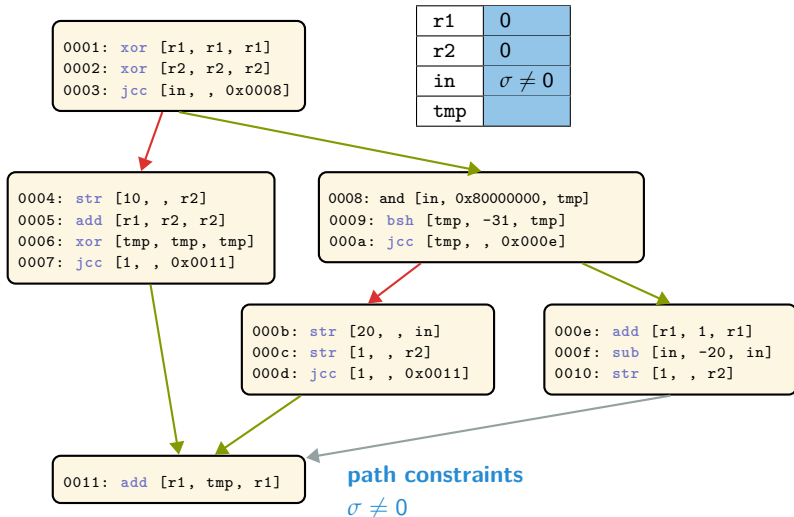 r1 0
r2 0
in σ ≠ 0
tmp
0001: xor [r1, r1, r1]
0002: xor [r2, r2, r2]
0003: jcc [in, , 0x0008]
0004: str [10, , r2]
0005: add [r1, r2, r2]
0006: xor [tmp, tmp, tmp]
0007: jcc [1, , 0x0011]
0008: and [in, 0x80000000, tmp]
0009: bsh [tmp, -31, tmp]
000a: jcc [tmp, , 0x000e]
000b: str [20, , in]
000c: str [1, , r2]
000d: jcc [1, , 0x0011]
000e: add [r1, 1, r1]
000f: sub [in, -20, in]
0010: str [1, , r2]
0011: add [r1, tmp, r1]
path constraints
σ ≠ 0